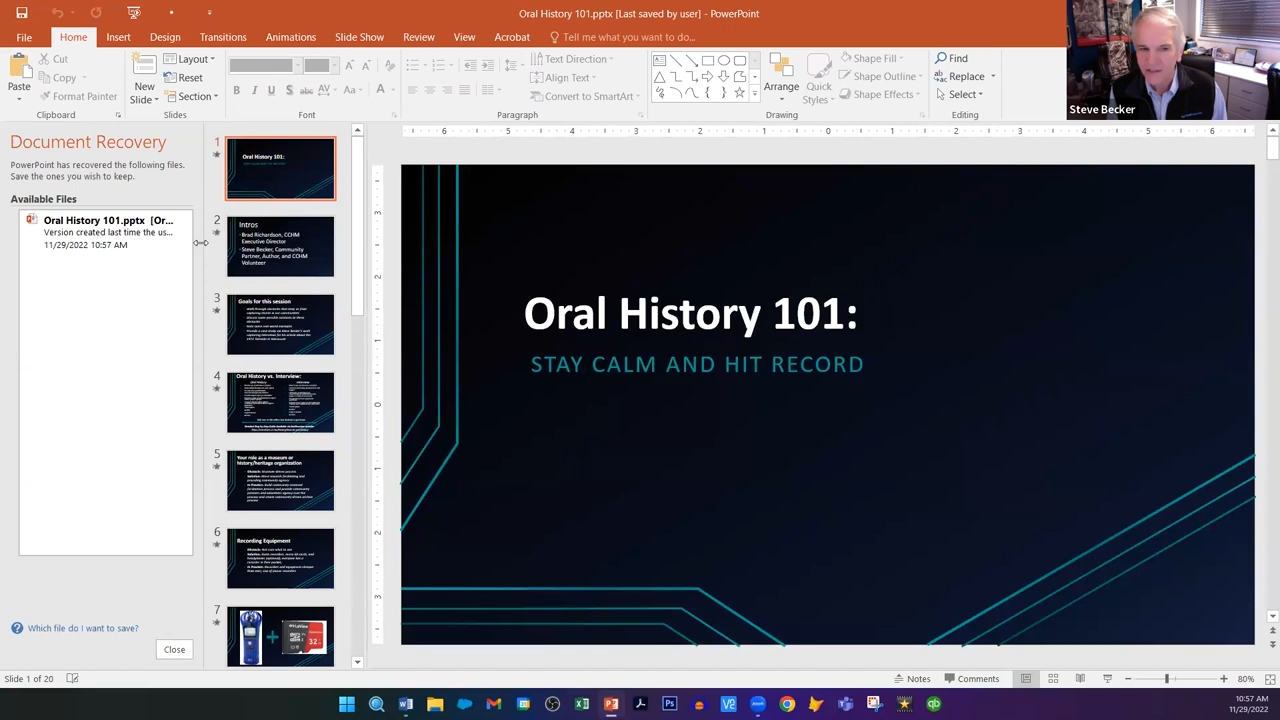 Oral History 101.pptx [Last saved by user] - PowerPoint
File Home Insert Design Transitions Animations Slide Show Review View Acrobat Tell me what you want to do...
Paste
Cut
Copy
Format Painter
Clipboard
New
Slide
Layout
Reset
Section
Slides
Font
Text Direction
Align Text
Convert to SmartArt
Paragraph
Arrange
Quick
Styles
Shape Fill
Shape Outline
Shape Effects
Drawing
Find
Replace
Select
Editing
Steve Becker
Document Recovery
PowerPoint has recovered the following files.
Save the ones you wish to keep.
Available Files
Oral History 101.pptx [Or...
Version created last time the us...
11/29/2022 10:57 AM
Which file do I want to save?
Close
1
Oral History 101:
2
Intros
Brad Richardson, CCHM
Executive Director
Steve Becker, Community
Partner, Author, and CCHM
Volunteer
3
Goals for this session
4
Oral History vs. Interview:
5
Your role as a museum or
history/heritage organization
6
Recording Equipment
7
32
Oral History 101:
STAY CALM AND HIT RECORD
Slide 1 of 20
Notes
Comments
80%
10:57 AM
11/29/2022